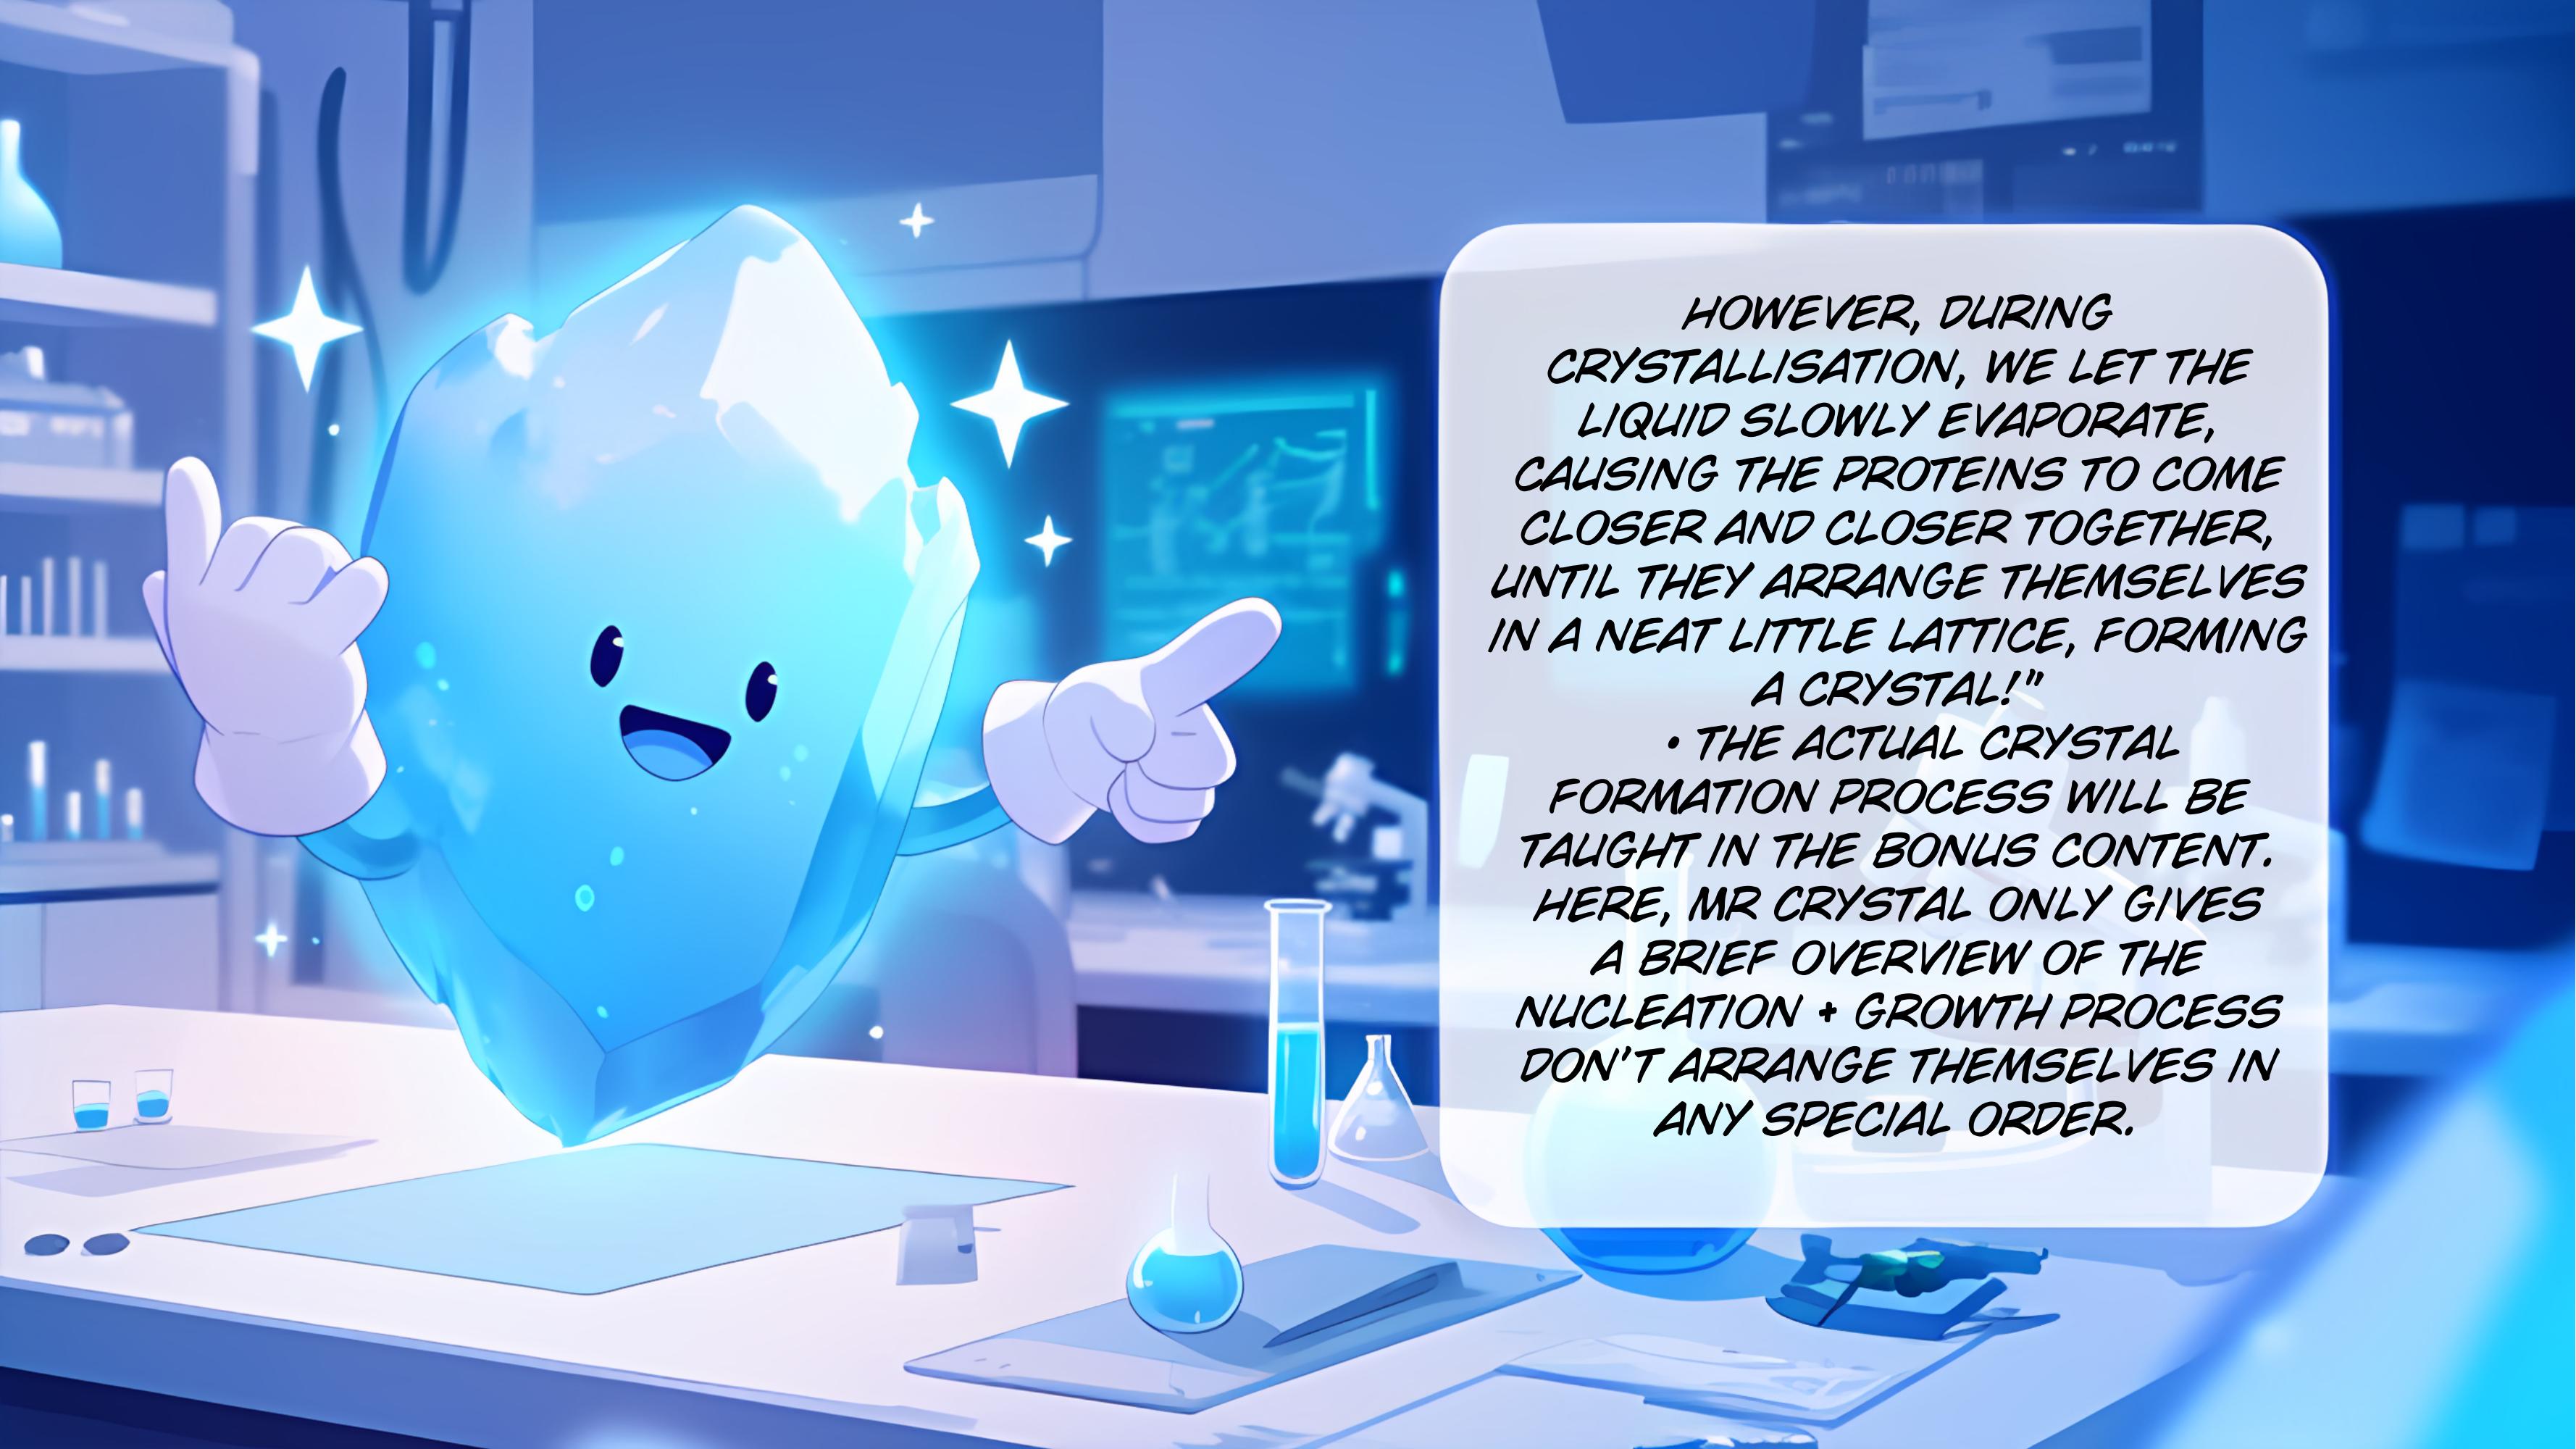 HOWEVER, DURING
CRYSTALLISATION, WE LET THE
LIQUID SLOWLY EVAPORATE,
CAUSING THE PROTEINS TO COME
CLOSER AND CLOSER TOGETHER,
UNTIL THEY ARRANGE THEMSELVES
IN A NEAT LITTLE LATTICE, FORMING
A CRYSTAL!"
• THE ACTUAL CRYSTAL
FORMATION PROCESS WILL BE
TAUGHT IN THE BONUS CONTENT.
HERE, MR CRYSTAL ONLY GIVES
A BRIEF OVERVIEW OF THE
NUCLEATION + GROWTH PROCESS
DON'T ARRANGE THEMSELVES IN
ANY SPECIAL ORDER.